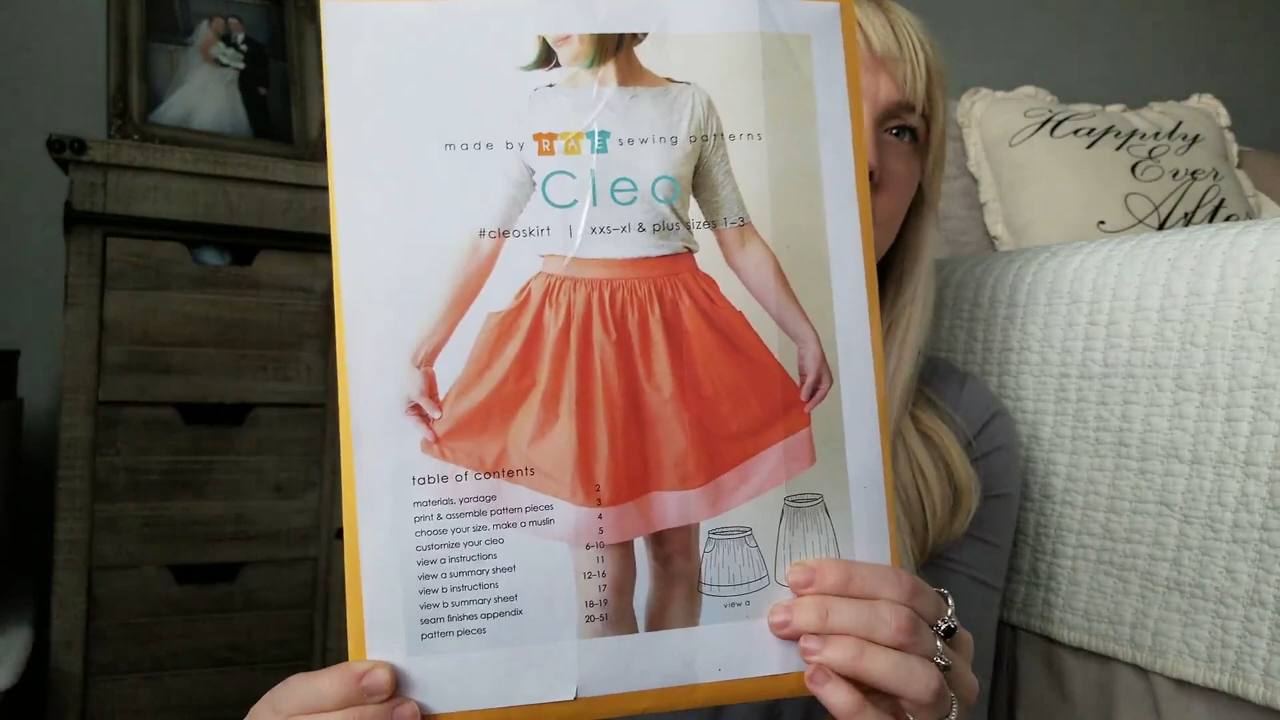 made by RAE sewing patterns
Cleo
#cleoskirt | xxs–xl & plus sizes 1–3
table of contents
materials, yardage 2
print & assemble pattern pieces 3
choose your size, make a muslin 4
customize your cleo 5
view a instructions 6–10
view a summary sheet 11
view b instructions 12–16
view b summary sheet 17
seam finishes appendix 18–19
pattern pieces 20–51
view a
Happily
Ever
Afte